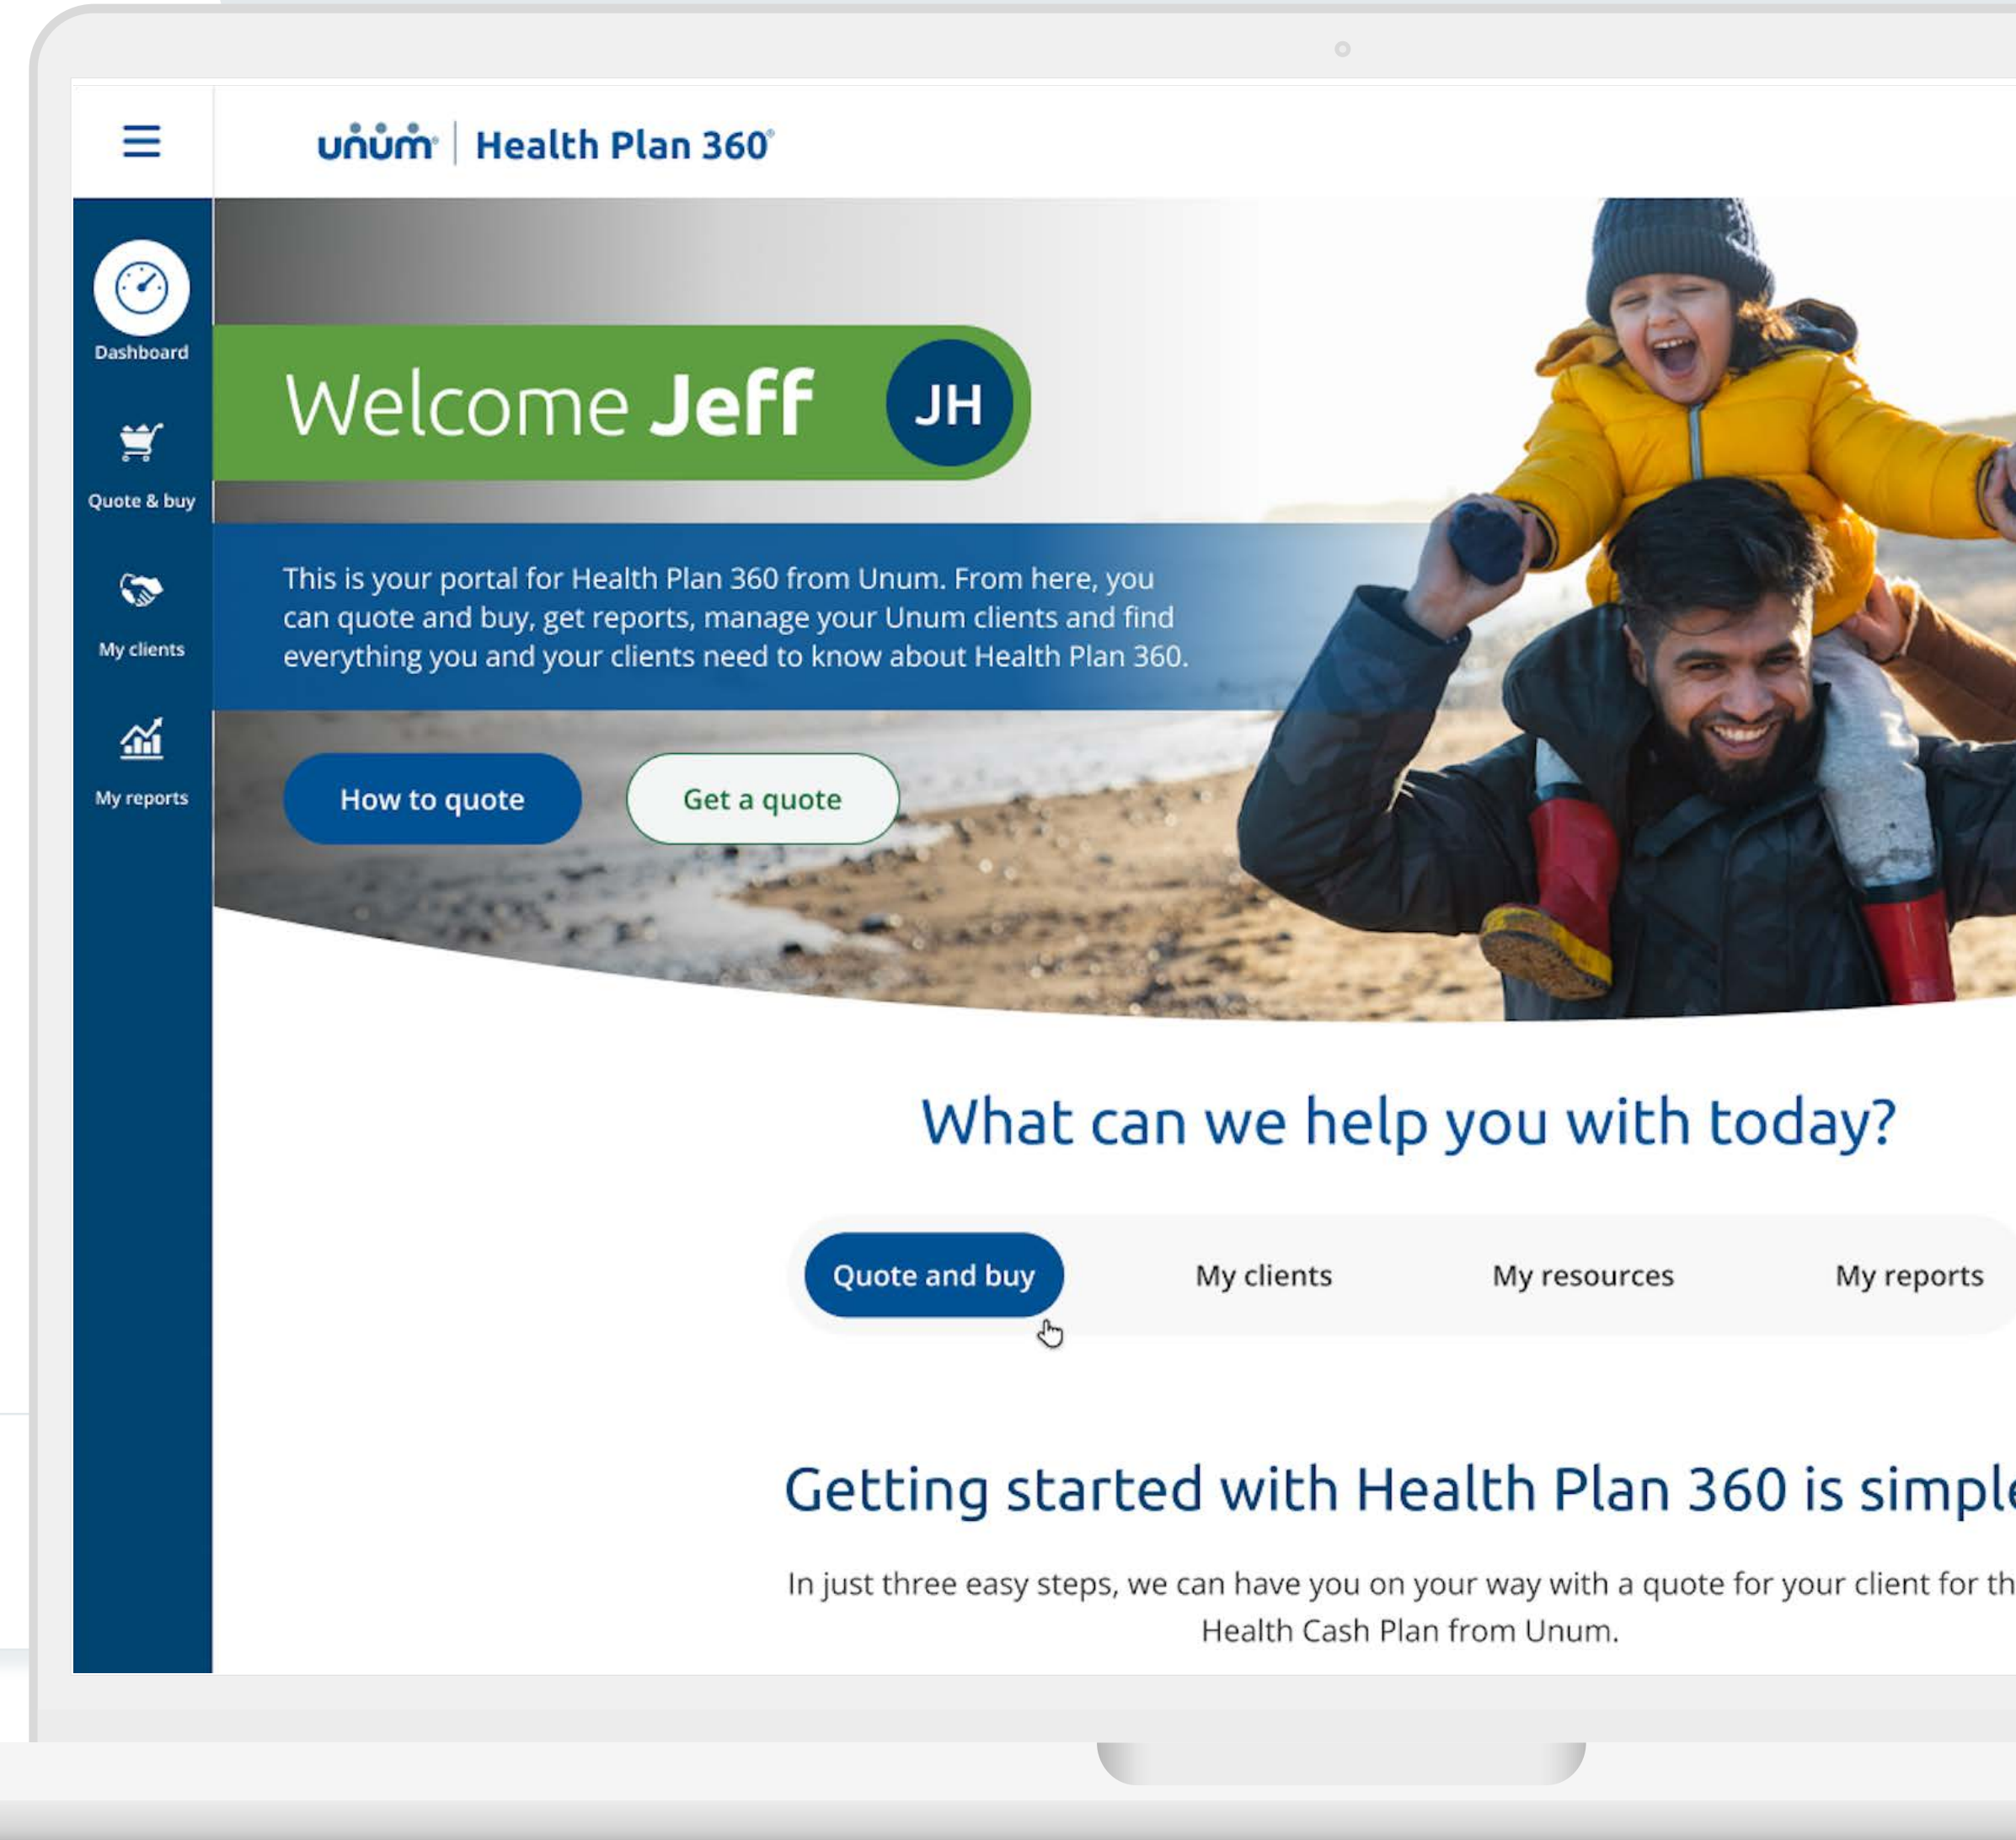 unum | Health Plan 360®
Dashboard
Quote & buy
My clients
My reports
Welcome Jeff
JH
This is your portal for Health Plan 360 from Unum. From here, you
can quote and buy, get reports, manage your Unum clients and find
everything you and your clients need to know about Health Plan 360.
How to quote
Get a quote
What can we help you with today?
Quote and buy
My clients
My resources
My reports
Getting started with Health Plan 360 is simple
In just three easy steps, we can have you on your way with a quote for your client for th
Health Cash Plan from Unum.